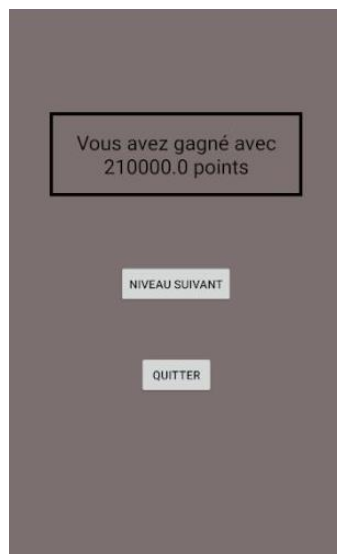 Vous avez gagné avec
210000.0 points
NIVEAU SUIVANT
QUITTER